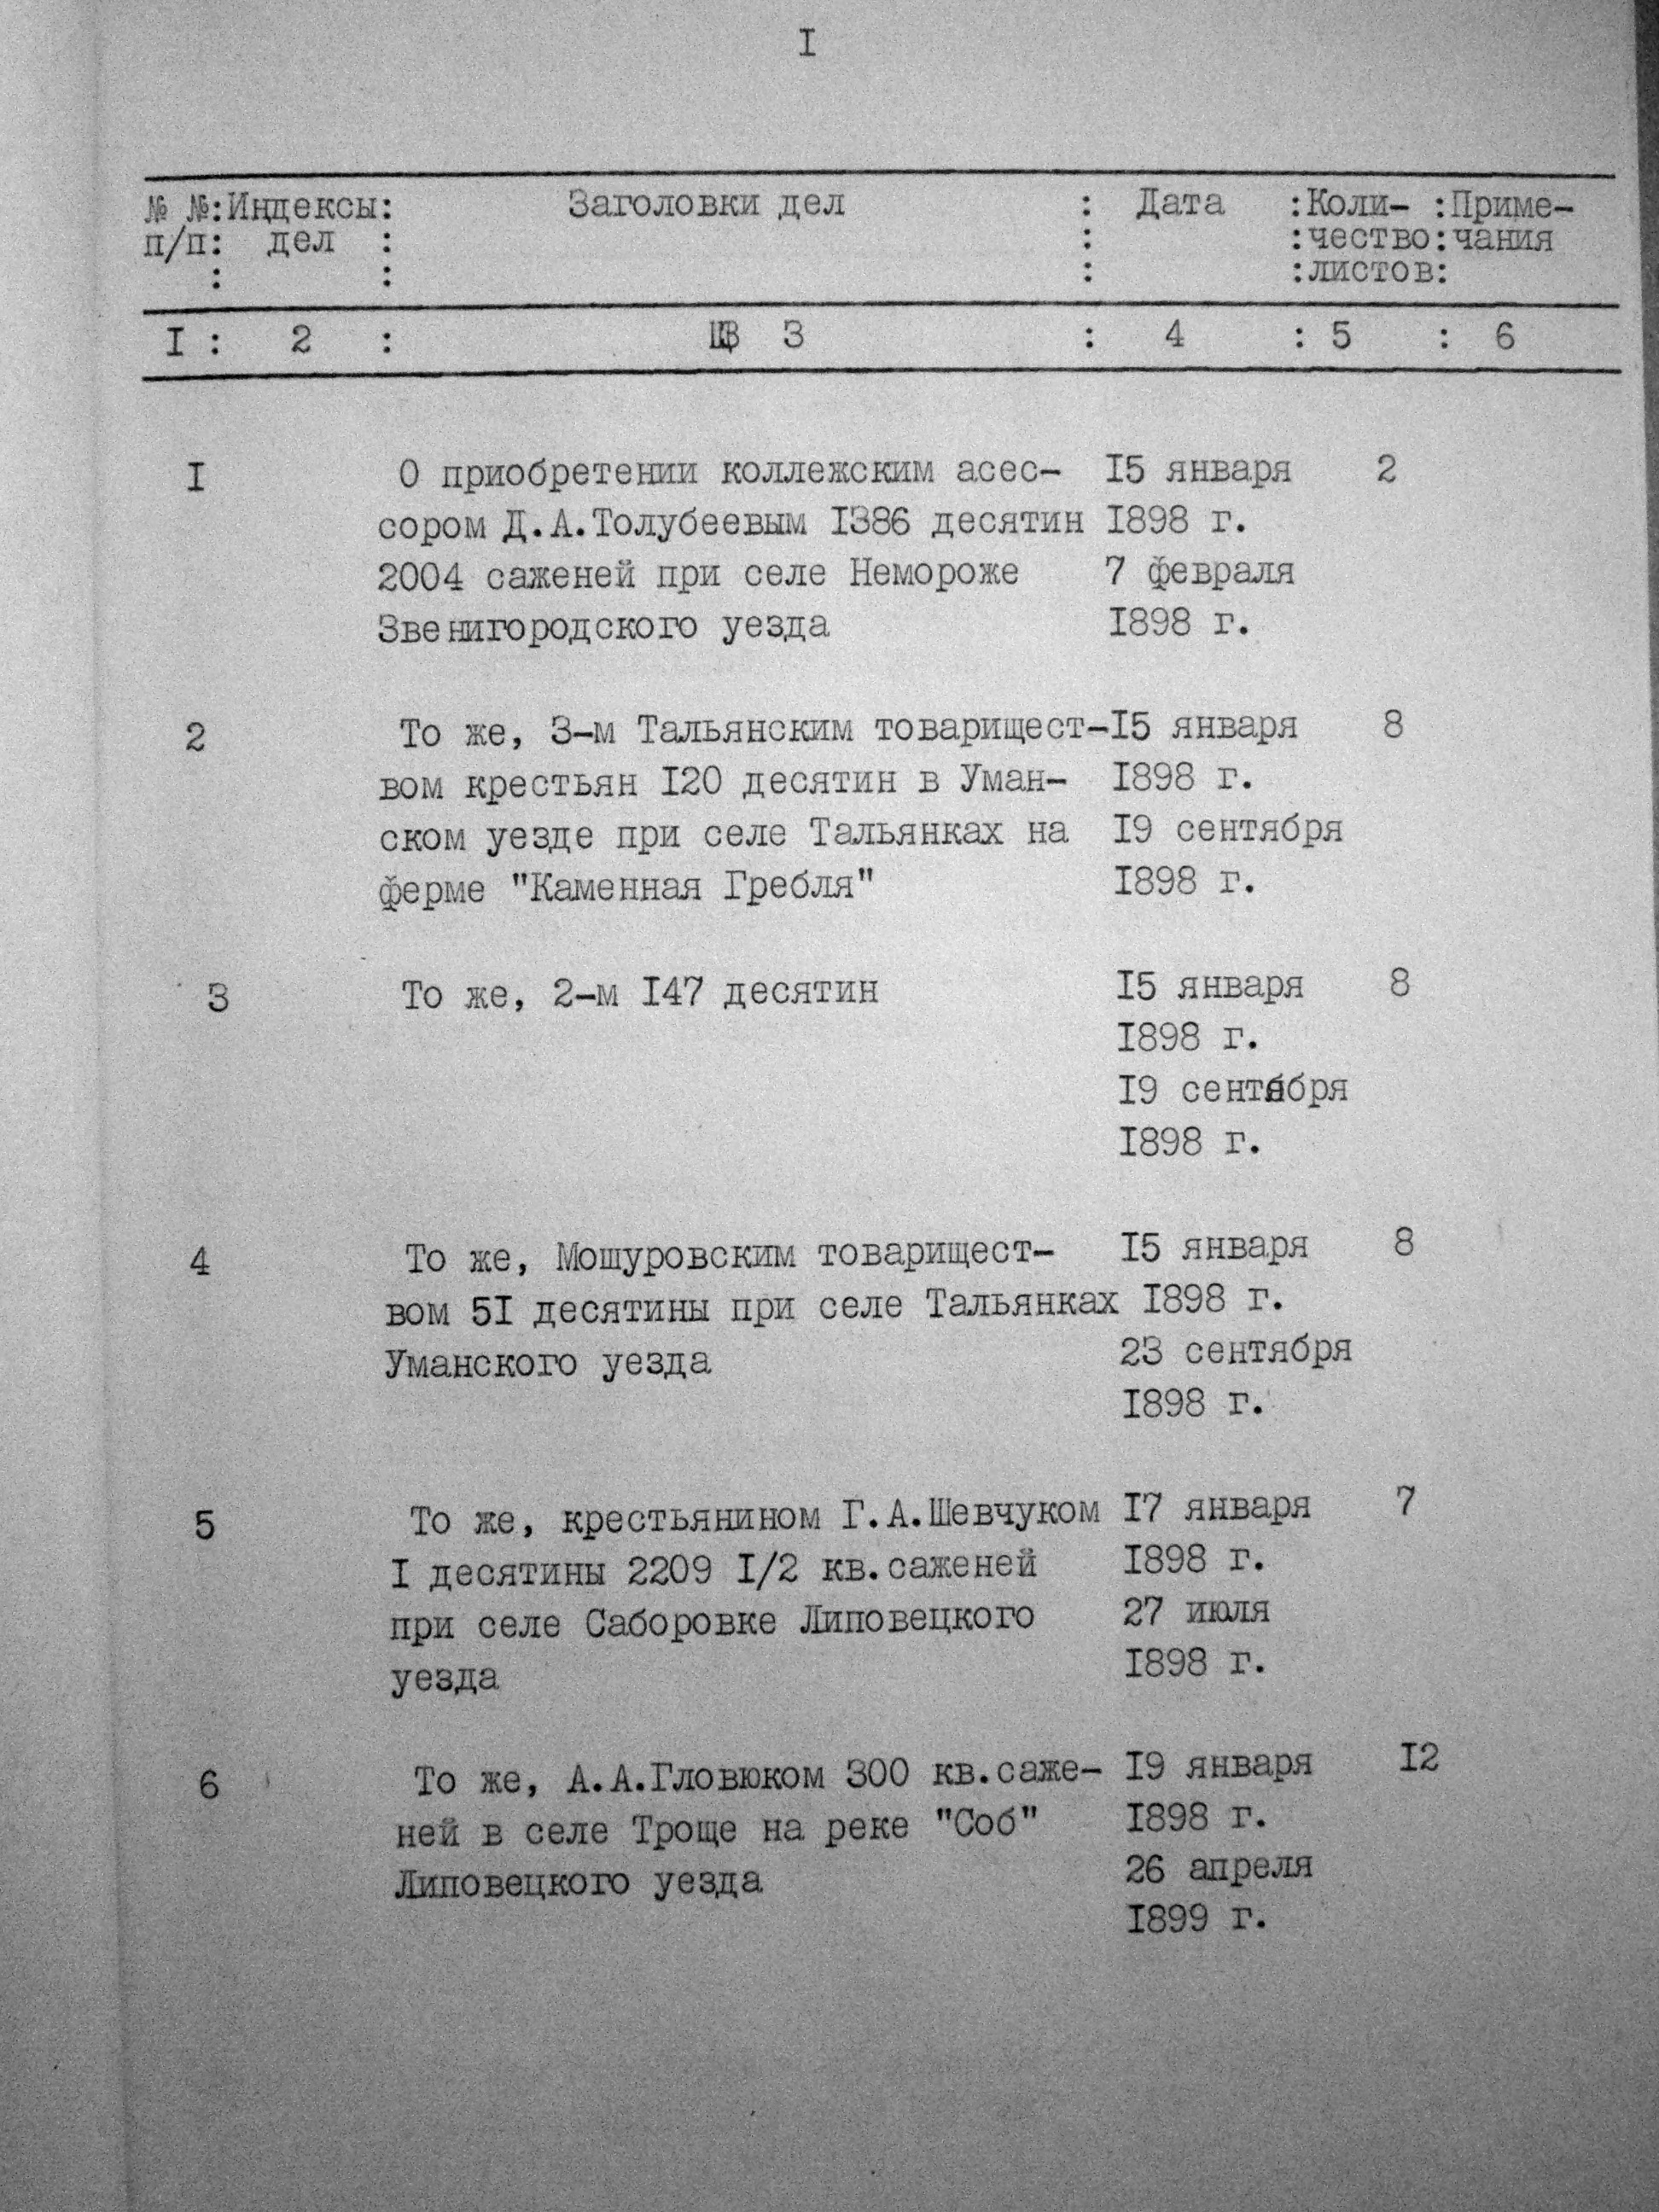 I
№ №:Индексы: Заголовки дел : Дата :Коли- :Приме-
п/п: дел : : :чество:чания
: : : :листов:
I : 2 : 3 : 4 : 5 : 6
I О приобретении коллежским асес- I5 января 2
сором Д.А.Толубеевым I386 десятин I898 г.
2004 саженей при селе Немороже 7 февраля
Звенигородского уезда I898 г.
2 То же, 3-м Тальянским товарищест- I5 января 8
вом крестьян I20 десятин в Уман- I898 г.
ском уезде при селе Тальянках на I9 сентября
ферме "Каменная Гребля" I898 г.
3 То же, 2-м I47 десятин I5 января 8
I898 г.
I9 сентября
I898 г.
4 То же, Мошуровским товарищест- I5 января 8
вом 5I десятины при селе Тальянках I898 г.
Уманского уезда 23 сентября
I898 г.
5 То же, крестьянином Г.А.Шевчуком I7 января 7
I десятины 2209 I/2 кв.саженей I898 г.
при селе Саборовке Липовецкого 27 июля
уезда I898 г.
6 То же, А.А.Гловюком 300 кв.саже- I9 января I2
ней в селе Троще на реке "Соб" I898 г.
Липовецкого уезда 26 апреля
I899 г.